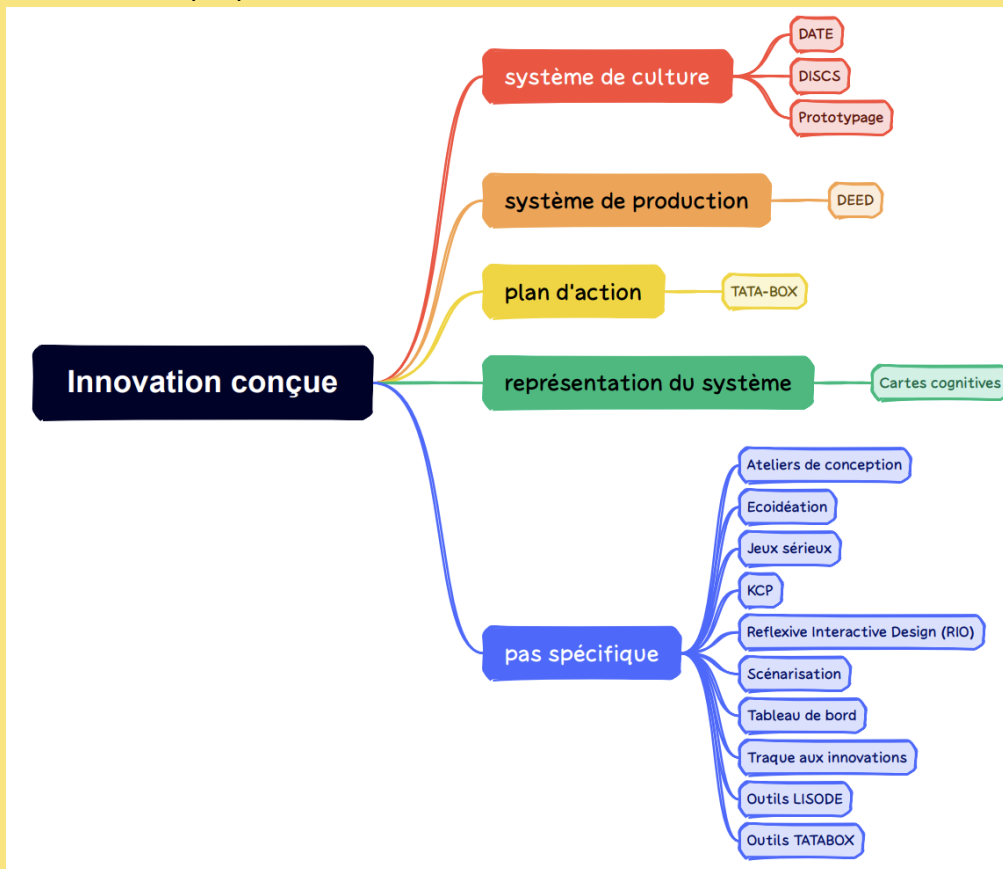 Innovation conçue
système de culture
DATE
DISCS
Prototypage
système de production
DEED
plan d'action
TATA-BOX
représentation du système
Cartes cognitives
pas spécifique
Ateliers de conception
Ecoidéation
Jeux sérieux
KCP
Reflexive Interactive Design (RIO)
Scénarisation
Tableau de bord
Traque aux innovations
Outils LISODE
Outils TATABOX